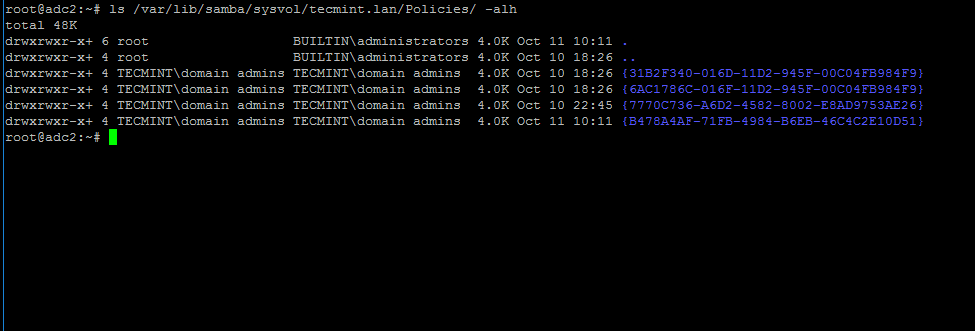 root@adc2:~# ls /var/lib/samba/sysvol/tecmint.lan/Policies/ -alh
total 48K
drwxrwxr-x+ 6 root                  BUILTIN\administrators 4.0K Oct 11 10:11 .
drwxrwxr-x+ 4 root                  BUILTIN\administrators 4.0K Oct 10 18:26 ..
drwxrwxr-x+ 4 TECMINT\domain admins TECMINT\domain admins  4.0K Oct 10 18:26 {31B2F340-016D-11D2-945F-00C04FB984F9}
drwxrwxr-x+ 4 TECMINT\domain admins TECMINT\domain admins  4.0K Oct 10 18:26 {6AC1786C-016F-11D2-945F-00C04FB984F9}
drwxrwxr-x+ 4 TECMINT\domain admins TECMINT\domain admins  4.0K Oct 10 22:45 {7770C736-A6D2-4582-8002-E8AD9753AE26}
drwxrwxr-x+ 4 TECMINT\domain admins TECMINT\domain admins  4.0K Oct 11 10:11 {B478A4AF-71FB-4984-B6EB-46C4C2E10D51}
root@adc2:~#